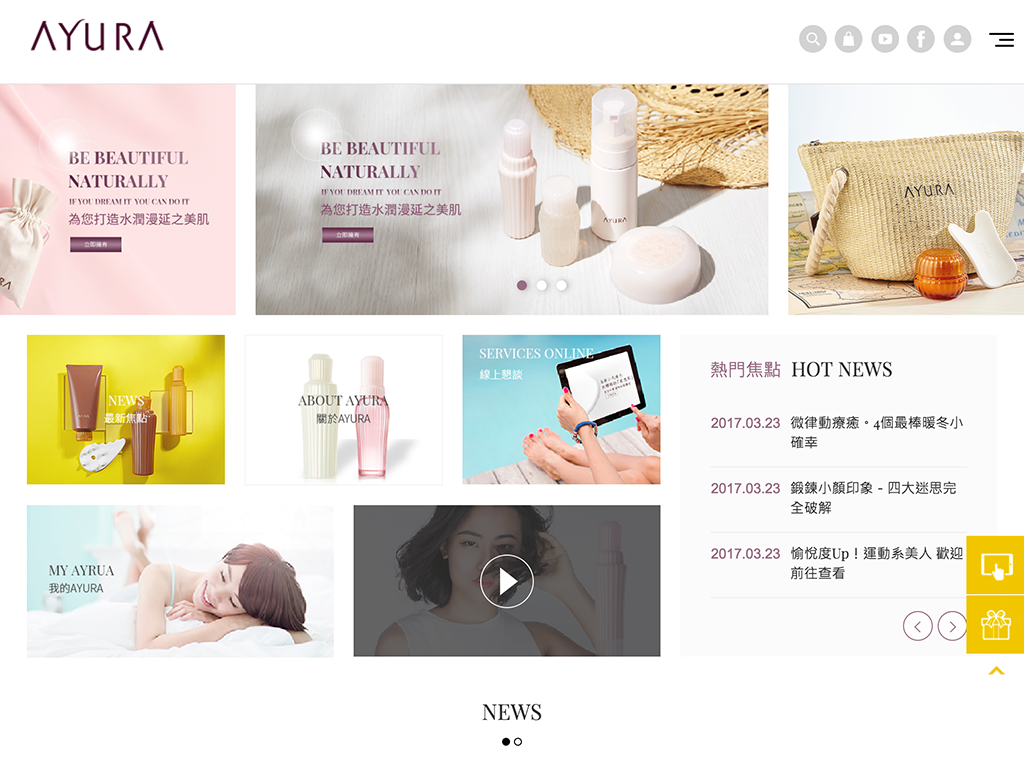 AYURA
BE BEAUTIFUL
NATURALLY
IF YOU DREAM IT YOU CAN DO IT
為您打造水潤漫延之美肌
立即擁有
BE BEAUTIFUL
NATURALLY
IF YOU DREAM IT YOU CAN DO IT
為您打造水潤漫延之美肌
立即擁有
AYURA
AYURA
NEWS
最新焦點
ABOUT AYURA
關於AYURA
SERVICES ONLINE
線上懇談
熱門焦點 HOT NEWS
2017.03.23 微律動療癒。4個最棒暖冬小
確幸
2017.03.23 鍛鍊小顏印象－四大迷思完
全破解
2017.03.23 愉悅度Up！運動系美人 歡迎
前往查看
MY AYRUA
我的AYURA
NEWS